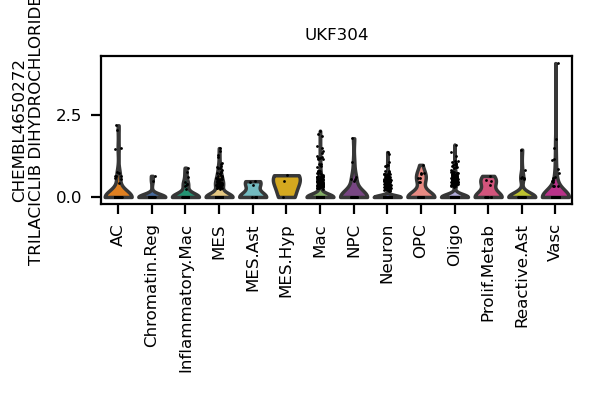 UKF304
CHEMBL4650272
TRILACICLIB DIHYDROCHLORIDE
2.5
0.0
AC
Chromatin.Reg
Inflammatory.Mac
MES
MES.Ast
MES.Hyp
Mac
NPC
Neuron
OPC
Oligo
Prolif.Metab
Reactive.Ast
Vasc